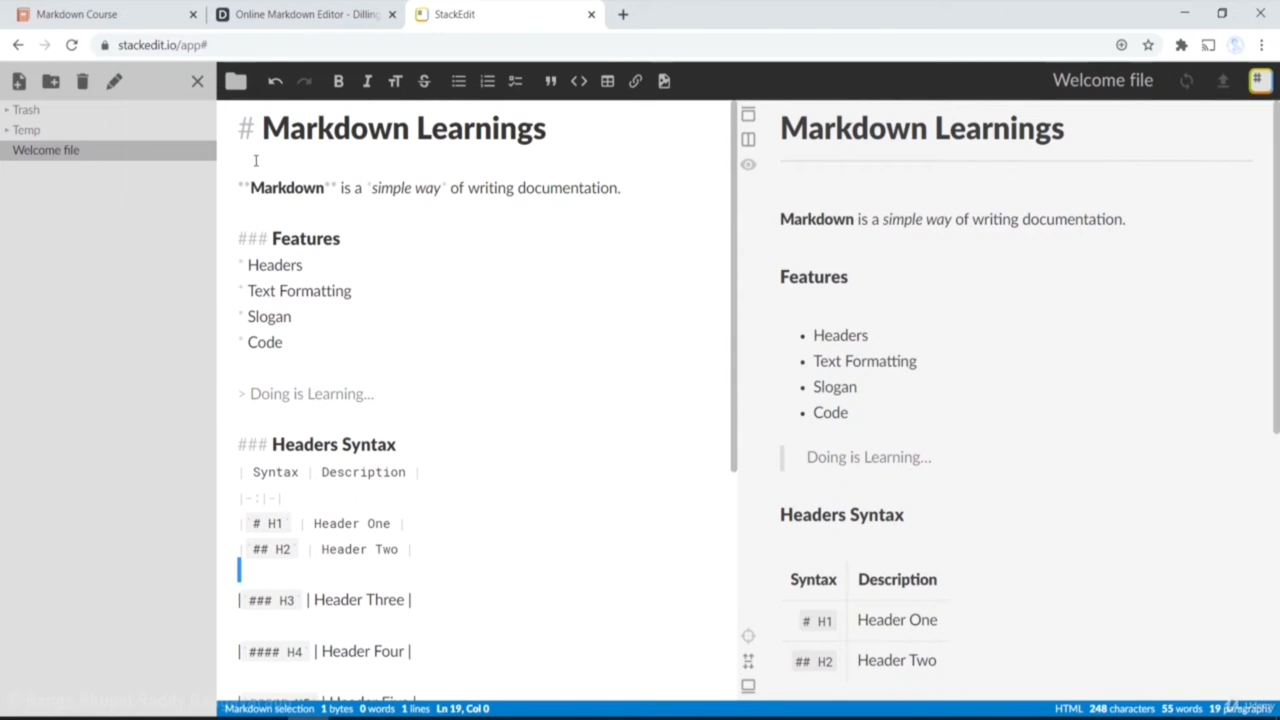 Markdown Course
Online Markdown Editor - Dilling
StackEdit
stackedit.io/app#
Welcome file
Trash
Temp
Welcome file
# Markdown Learnings
**Markdown** is a *simple way* of writing documentation.
### Features
* Headers
* Text Formatting
* Slogan
* Code
> Doing is Learning...
### Headers Syntax
| Syntax | Description |
|-:|-|
| `# H1` | Header One |
| `## H2` | Header Two |
| `### H3` | Header Three |
| `#### H4` | Header Four |
Markdown Learnings
Markdown is a simple way of writing documentation.
Features
• Headers
• Text Formatting
• Slogan
• Code
Doing is Learning...
Headers Syntax
Syntax Description
# H1 Header One
## H2 Header Two
Markdown selection 1 bytes 0 words 1 lines Ln 19, Col 0
HTML 248 characters 55 words 19 paragraphs